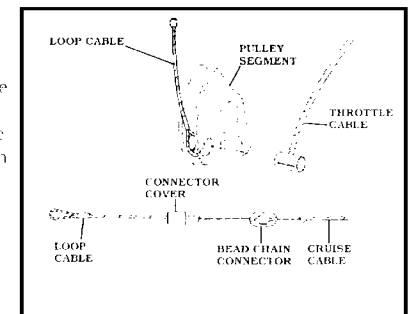 LOOP CABLE
PULLEY
SEGMENT
THROTTLE
CABLE
CONNECTOR
COVER
LOOP
CABLE
BEAD CHAIN
CONNECTOR
CRUISE
CABLE